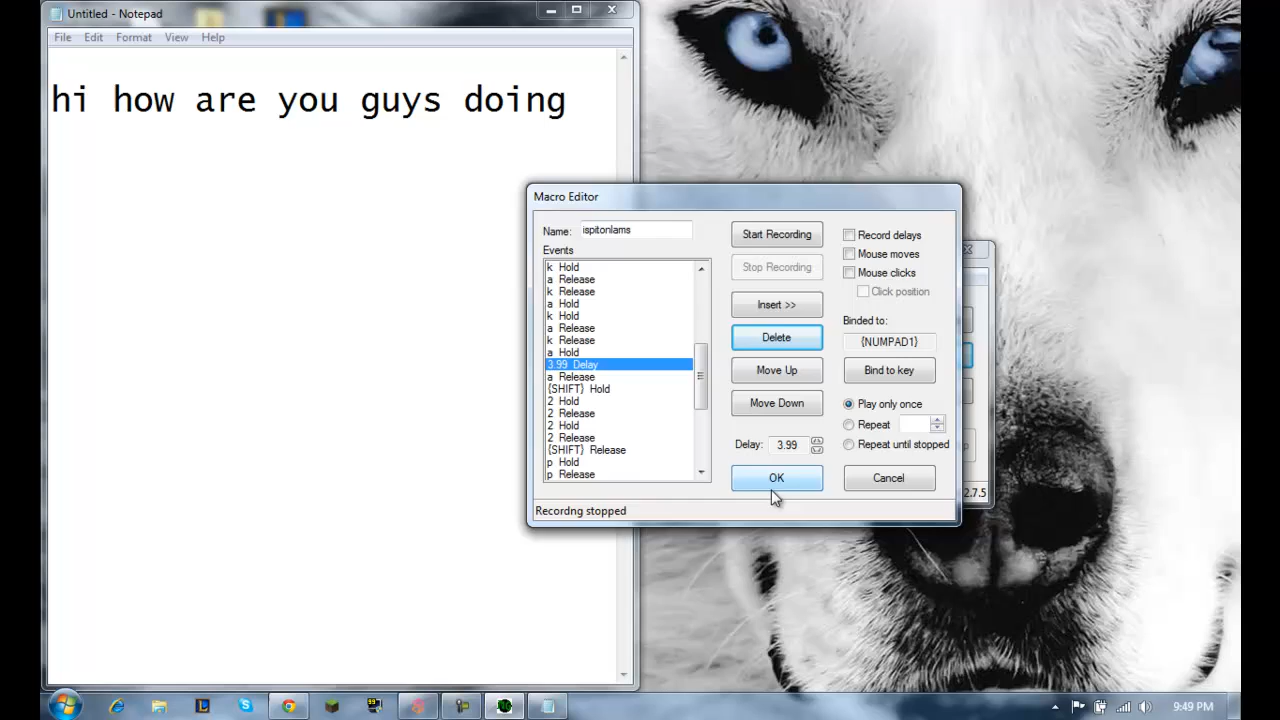 Untitled - Notepad
File Edit Format View Help
hi how are you guys doing
Macro Editor
Name: ispitonlams
Events
k Hold
a Release
k Release
a Hold
k Hold
a Release
k Release
a Hold
3.99 Delay
a Release
{SHIFT} Hold
2 Hold
2 Release
2 Hold
2 Release
{SHIFT} Release
p Hold
p Release
Start Recording
Stop Recording
Insert >>
Delete
Move Up
Move Down
Delay: 3.99
OK
Record delays
Mouse moves
Mouse clicks
Click position
Binded to:
{NUMPAD1}
Bind to key
Play only once
Repeat
Repeat until stopped
Cancel
Recordng stopped
2.7.5
9:49 PM